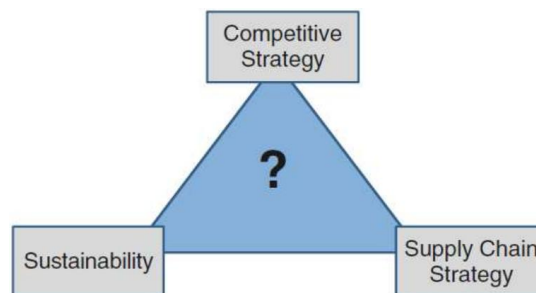 Competitive
Strategy
?
Sustainability
Supply Chain
Strategy